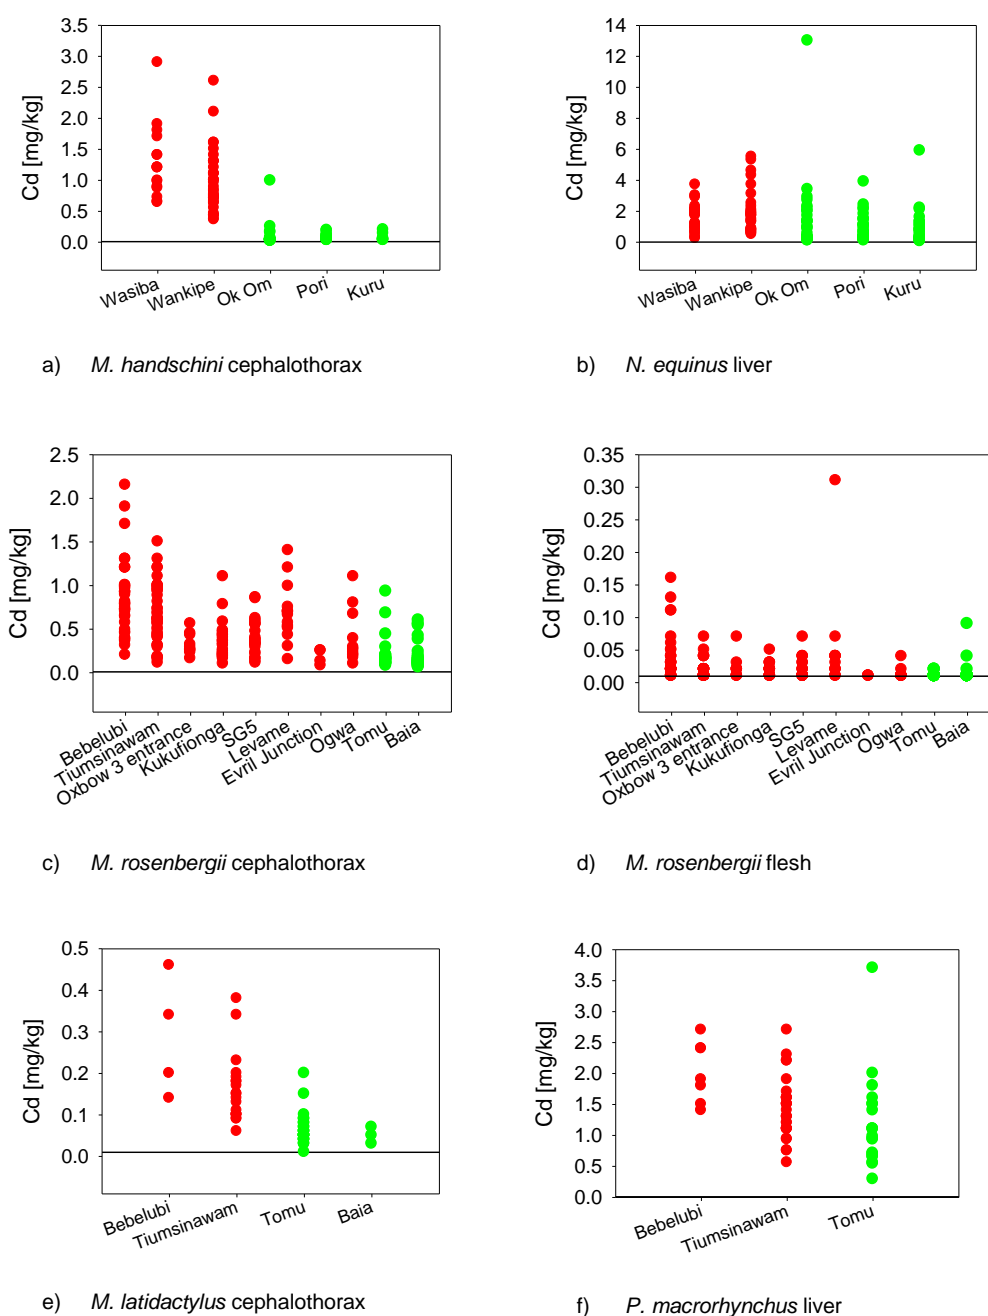 3.5
3.0
2.5
2.0
1.5
1.0
0.5
0.0
Cd [mg/kg]
Wasiba
Wankipe
Ok Om
Pori
Kuru
a) M. handschini cephalothorax
14
12
10
8
6
4
2
0
Cd [mg/kg]
Wasiba
Wankipe
Ok Om
Pori
Kuru
b) N. equinus liver
2.5
2.0
1.5
1.0
0.5
0.0
Cd [mg/kg]
Bebelubi
Tiumsinawam
Oxbow 3 entrance
Kukufionga
SG5
Levame
Evril Junction
Ogwa
Tomu
Baia
c) M. rosenbergii cephalothorax
0.35
0.30
0.25
0.20
0.15
0.10
0.05
0.00
Cd [mg/kg]
Bebelubi
Tiumsinawam
Oxbow 3 entrance
Kukufionga
SG5
Levame
Evril Junction
Ogwa
Tomu
Baia
d) M. rosenbergii flesh
0.5
0.4
0.3
0.2
0.1
0.0
Cd [mg/kg]
Bebelubi
Tiumsinawam
Tomu
Baia
e) M. latidactylus cephalothorax
4.0
3.5
3.0
2.5
2.0
1.5
1.0
0.5
0.0
Cd [mg/kg]
Bebelubi
Tiumsinawam
Tomu
f) P. macrorhynchus liver